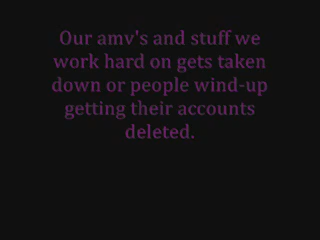 Our amv's and stuff we
work hard on gets taken
down or people wind-up
getting their accounts
deleted.